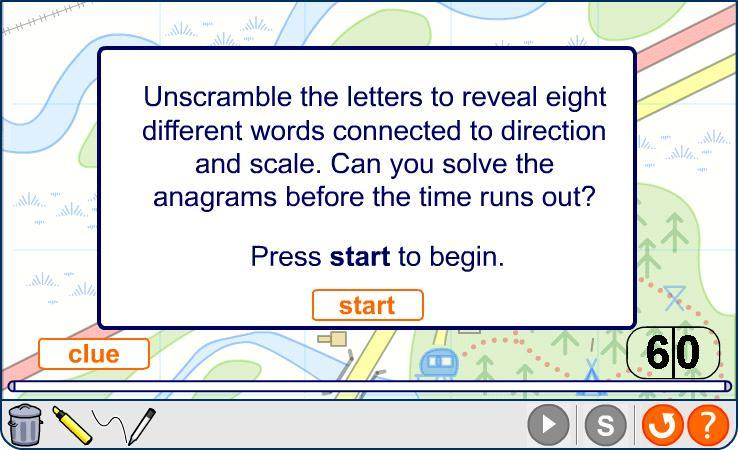 Unscramble the letters to reveal eight
different words connected to direction
and scale. Can you solve the
anagrams before the time runs out?
Press start to begin.
start
clue
60
S
?